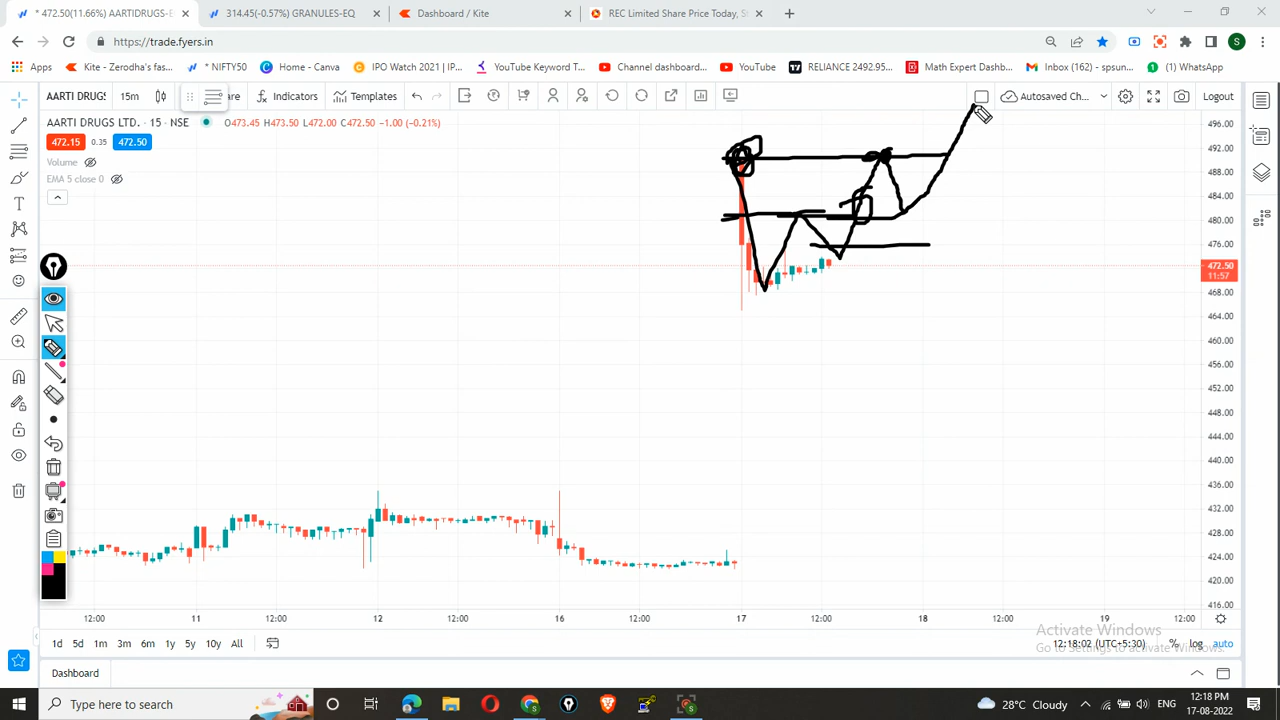 * 472.50(11.66%) AARTIDRUGS-E
314.45(-0.57%) GRANULES-EQ
Dashboard / Kite
REC Limited Share Price Today, S
https://trade.fyers.in
Apps
Kite - Zerodha's fas...
* NIFTY50
Home - Canva
IPO Watch 2021 | IP...
YouTube Keyword T...
Channel dashboard...
YouTube
RELIANCE 2492.95...
Math Expert Dashb...
Inbox (162) - spsun...
(1) WhatsApp
AARTI DRUGS
15m
are
Indicators
Templates
Autosaved Ch...
Logout
AARTI DRUGS LTD. · 15 · NSE
O473.45 H473.50 L472.00 C472.50 -1.00 (-0.21%)
472.15
0.35
472.50
Volume
EMA 5 close 0
496.00
492.00
488.00
484.00
480.00
476.00
472.50
11:57
468.00
464.00
460.00
456.00
452.00
448.00
444.00
440.00
436.00
432.00
428.00
424.00
420.00
416.00
12:00
11
12:00
12
12:00
16
12:00
17
12:00
18
12:00
19
12:00
1d
5d
1m
3m
6m
1y
5y
10y
All
Activate Windows
Go to Settings to activate Windows.
12:18:02 (UTC+5:30)
%
log
auto
Dashboard
Type here to search
28°C Cloudy
ENG
12:18 PM
17-08-2022